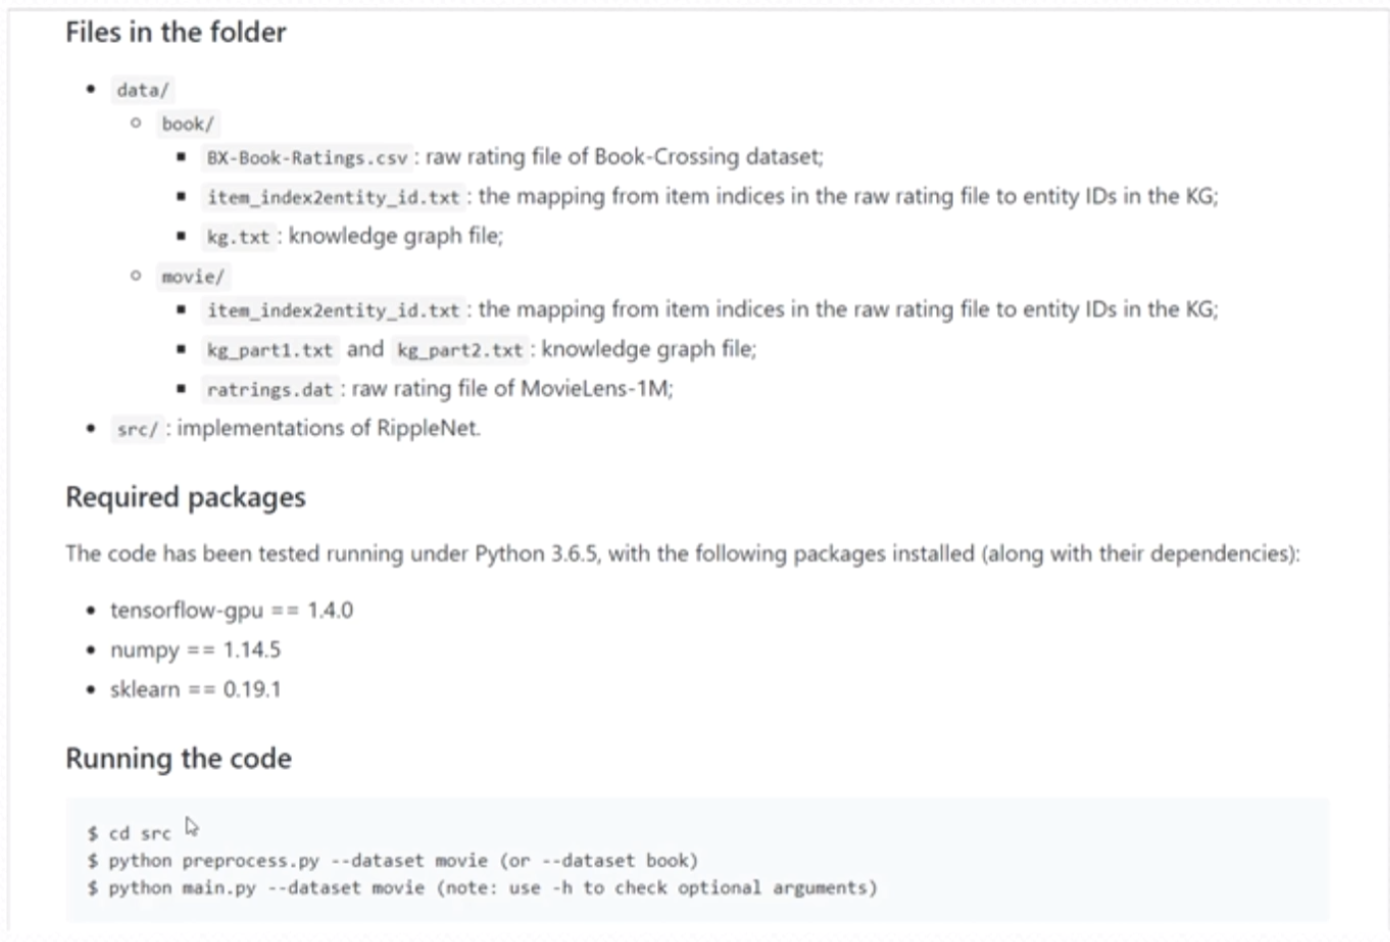 Files in the folder
data/
book/
BX-Book-Ratings.csv : raw rating file of Book-Crossing dataset;
item_index2entity_id.txt : the mapping from item indices in the raw rating file to entity IDs in the KG;
kg.txt : knowledge graph file;
movie/
item_index2entity_id.txt : the mapping from item indices in the raw rating file to entity IDs in the KG;
kg_part1.txt and kg_part2.txt : knowledge graph file;
ratrings.dat : raw rating file of MovieLens-1M;
src/ : implementations of RippleNet.
Required packages
The code has been tested running under Python 3.6.5, with the following packages installed (along with their dependencies):
tensorflow-gpu == 1.4.0
numpy == 1.14.5
sklearn == 0.19.1
Running the code
$ cd src
$ python preprocess.py --dataset movie (or --dataset book)
$ python main.py --dataset movie (note: use -h to check optional arguments)